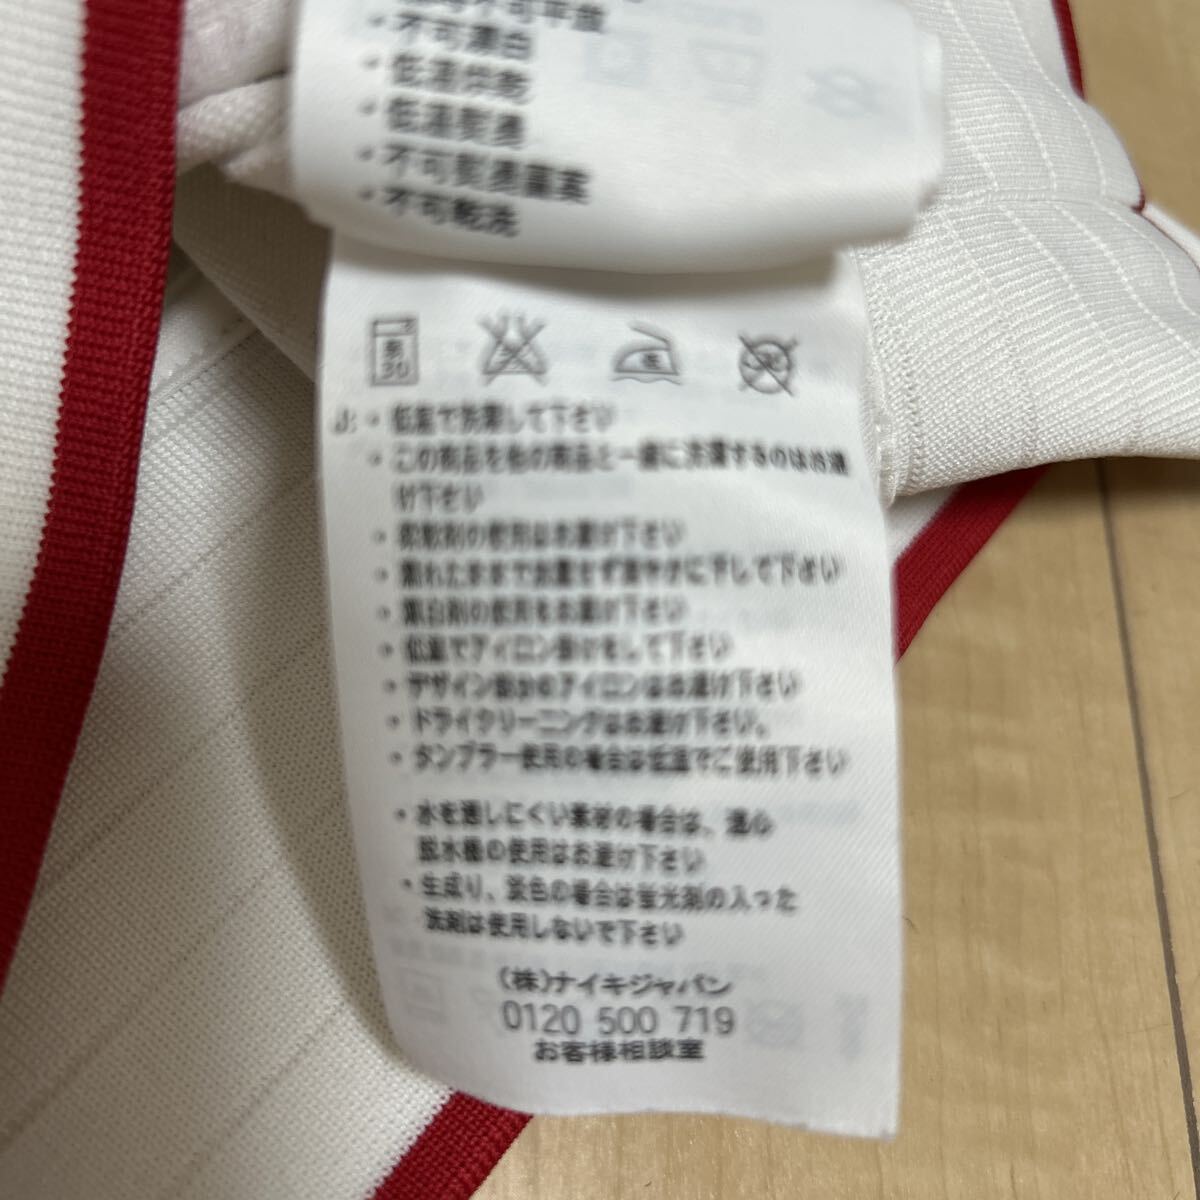 ・不可漂白
・低溫烘乾
・低溫熨燙
・不可熨燙圖案
・不可乾洗
弱
30
低
J: ・低温で洗濯して下さい
・この商品を他の商品と一緒に洗濯するのはお避
け下さい
・柔軟剤の使用はお避け下さい
・濡れたままでお置せず速やかに干して下さい
・漂白剤の使用をお避け下さい
・低温でアイロン掛けをして下さい
・デザイン部分のアイロンはお避け下さい
・ドライクリーニングはお避け下さい。
・タンブラー使用の場合は低温でご使用下さい
・水を通しにくい素材の場合は、遠心
脱水機の使用はお避け下さい
・生成り、淡色の場合は蛍光剤の入った
洗剤は使用しないで下さい
(株)ナイキジャパン
0120 500 719
お客様相談室